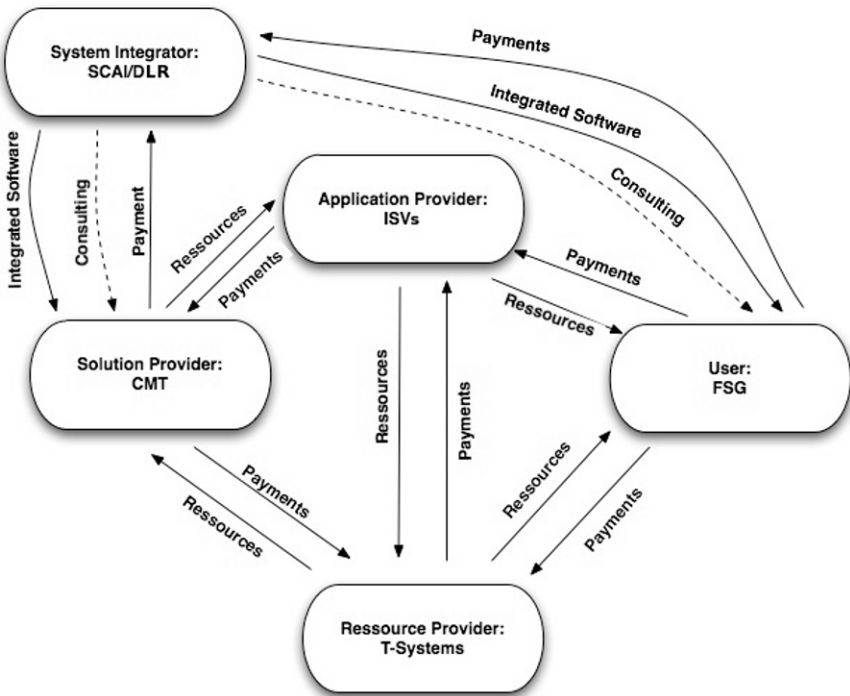 System Integrator:
SCAI/DLR
Payments
Integrated Software
Consulting
Integrated Software
Consulting
Payment
Ressources
Payments
Application Provider:
ISVs
Payments
Ressources
Solution Provider:
CMT
User:
FSG
Ressources
Payments
Payments
Ressources
Ressources
Payments
Ressource Provider:
T-Systems